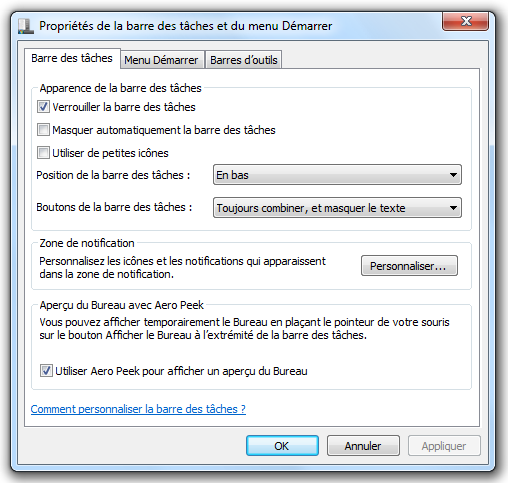 Propriétés de la barre des tâches et du menu Démarrer
Barre des tâches
Menu Démarrer
Barres d'outils
Apparence de la barre des tâches
Verrouiller la barre des tâches
Masquer automatiquement la barre des tâches
Utiliser de petites icônes
Position de la barre des tâches :
En bas
Boutons de la barre des tâches :
Toujours combiner, et masquer le texte
Zone de notification
Personnalisez les icônes et les notifications qui apparaissent
dans la zone de notification.
Personnaliser...
Aperçu du Bureau avec Aero Peek
Vous pouvez afficher temporairement le Bureau en plaçant le pointeur de votre souris
sur le bouton Afficher le Bureau à l'extrémité de la barre des tâches.
Utiliser Aero Peek pour afficher un aperçu du Bureau
Comment personnaliser la barre des tâches ?
OK
Annuler
Appliquer